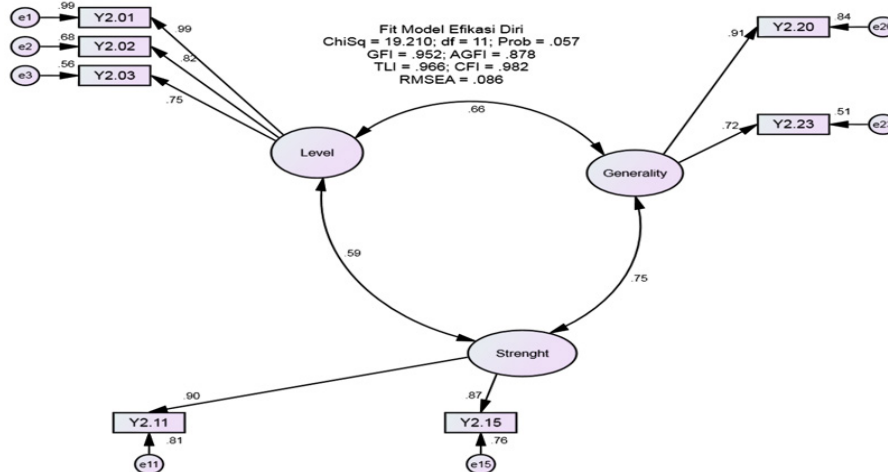 Fit Model Efikasi Diri
ChiSq = 19.210; df = 11; Prob = .057
GFI = .952; AGFI = .878
TLI = .966; CFI = .982
RMSEA = .086
e1
.99
Y2.01
.99
e2
.68
Y2.02
.82
e3
.56
Y2.03
.75
Level
.66
.91
Y2.20
.84
.72
Y2.23
.51
Generality
.59
.75
Strenght
.90
.87
Y2.11
.81
e11
Y2.15
.76
e15